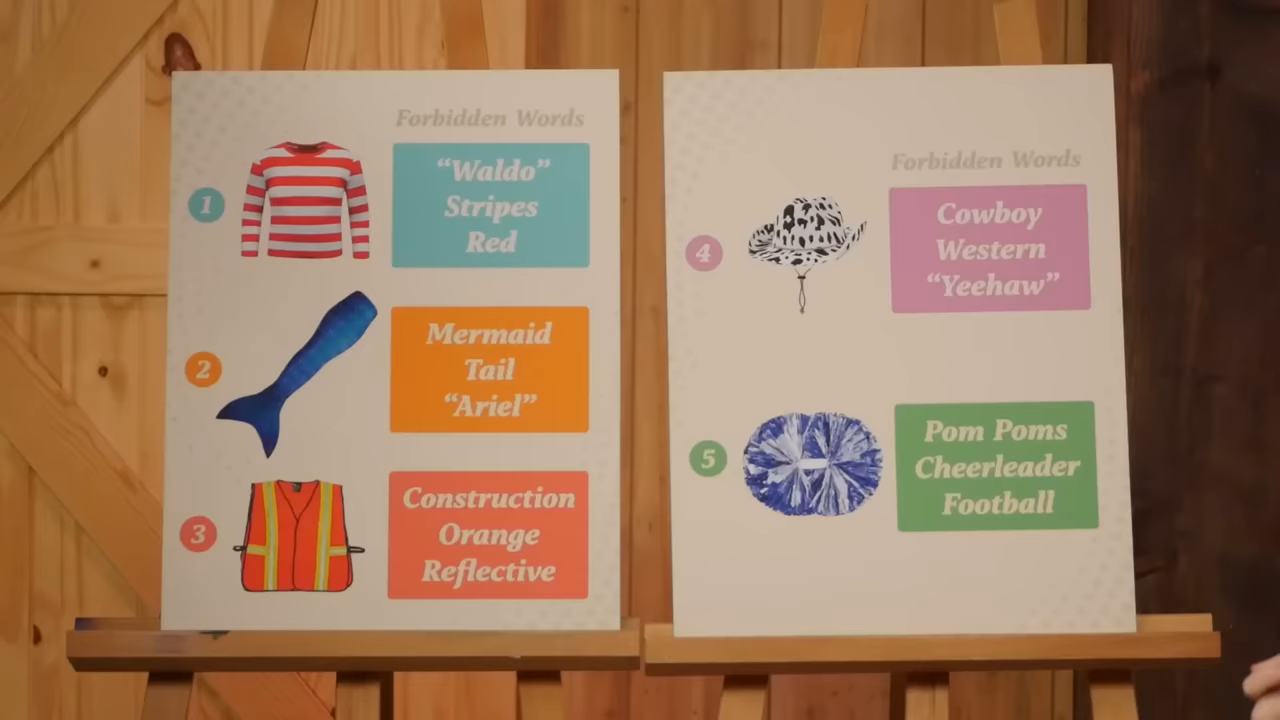 Forbidden Words
1
“Waldo”
Stripes
Red
2
Mermaid
Tail
“Ariel”
3
Construction
Orange
Reflective
Forbidden Words
4
Cowboy
Western
“Yeehaw”
5
Pom Poms
Cheerleader
Football